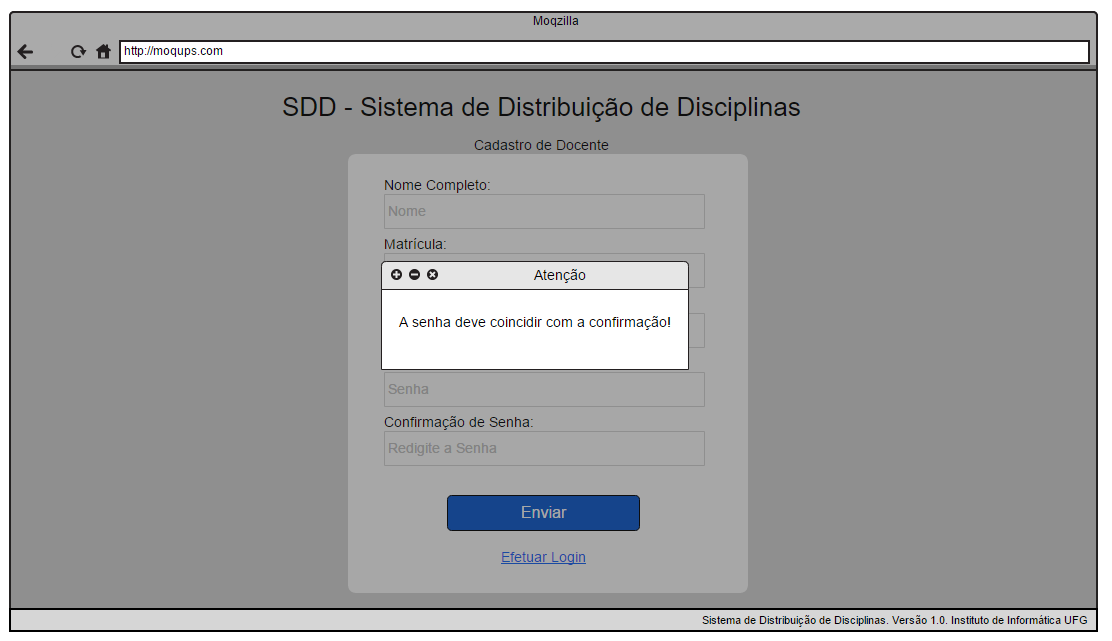 Moqzilla
http://moqups.com
SDD - Sistema de Distribuição de Disciplinas
Cadastro de Docente
Nome Completo:
Nome
Matrícula:
Atenção
A senha deve coincidir com a confirmação!
Senha
Confirmação de Senha:
Redigite a Senha
Enviar
Efetuar Login
Sistema de Distribuição de Disciplinas. Versão 1.0. Instituto de Informática UFG